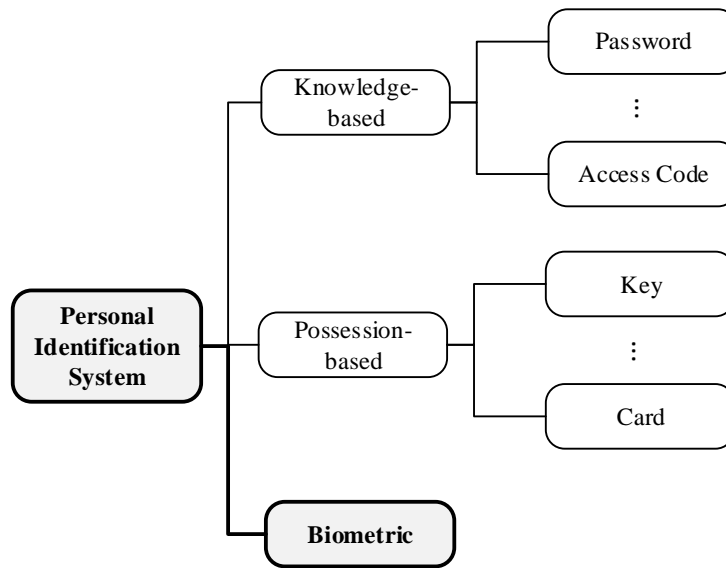 Password
Knowledge-
based
⋮
Access Code
Key
Personal
Identification
System
Possession-
based
⋮
Card
Biometric